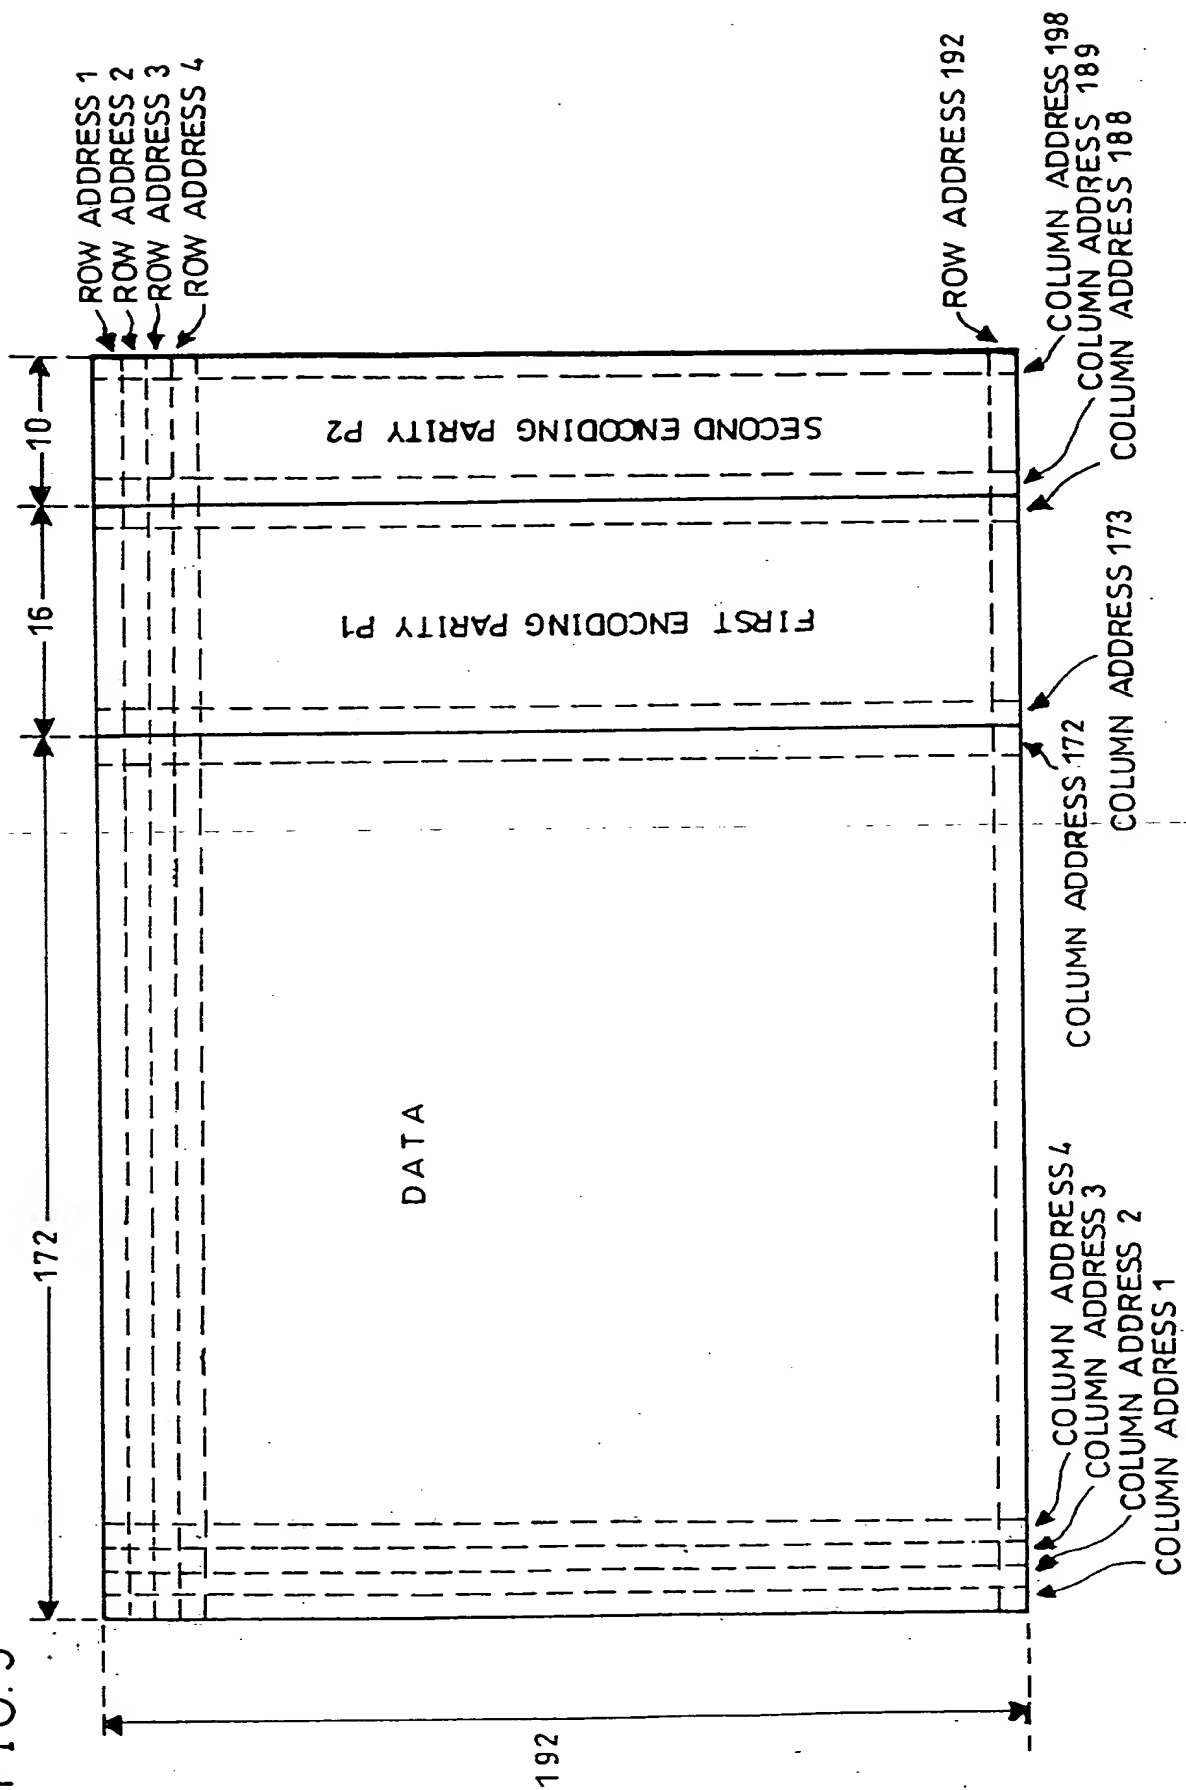 172
16
10
192
ROW ADDRESS 1
ROW ADDRESS 2
ROW ADDRESS 3
ROW ADDRESS 4
DATA
FIRST ENCODING PARITY P1
SECOND ENCODING PARITY P2
ROW ADDRESS 192
COLUMN ADDRESS 198
COLUMN ADDRESS 189
COLUMN ADDRESS 188
COLUMN ADDRESS 173
COLUMN ADDRESS 172
COLUMN ADDRESS 4
COLUMN ADDRESS 3
COLUMN ADDRESS 2
COLUMN ADDRESS 1